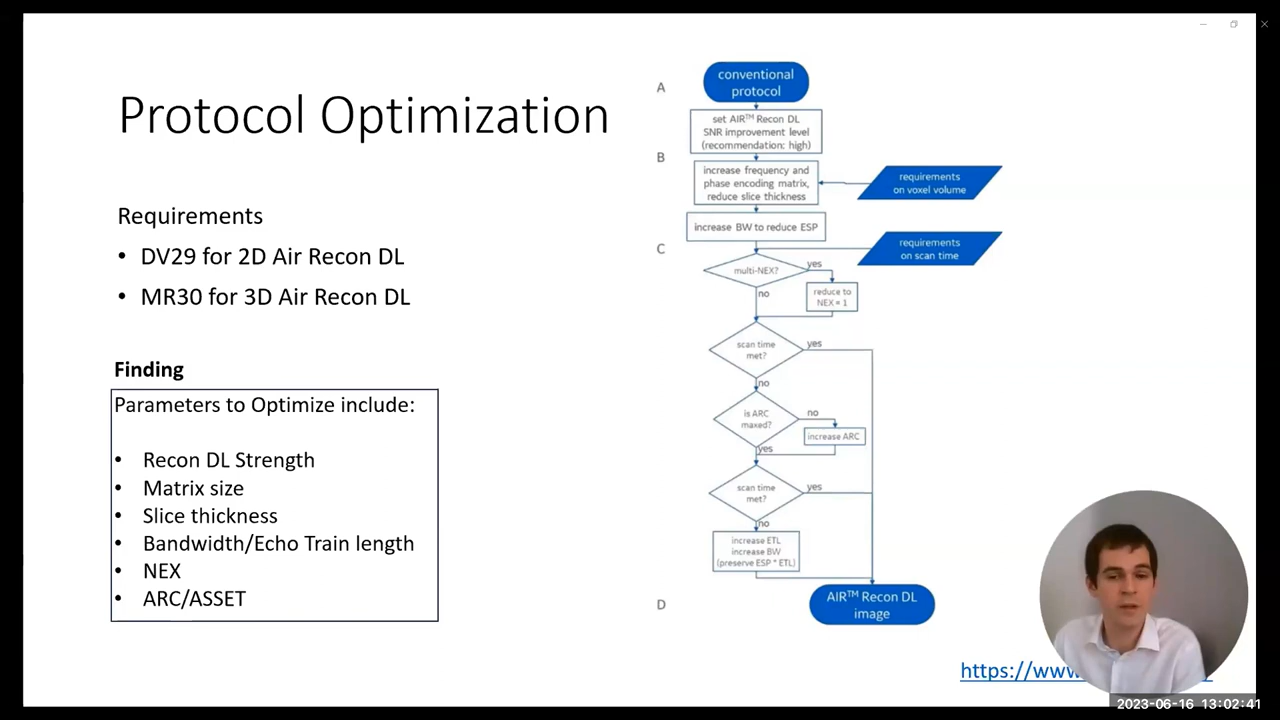 Protocol Optimization
Requirements
• DV29 for 2D Air Recon DL
• MR30 for 3D Air Recon DL
Finding
Parameters to Optimize include:
• Recon DL Strength
• Matrix size
• Slice thickness
• Bandwidth/Echo Train length
• NEX
• ARC/ASSET
A
conventional
protocol
set AIR™ Recon DL
SNR improvement level
(recommendation: high)
B
increase frequency and
phase encoding matrix,
reduce slice thickness
requirements
on voxel volume
increase BW to reduce ESP
C
requirements
on scan time
multi-NEX?
yes
no
reduce to
NEX = 1
scan time
met?
yes
no
is ARC
maxed?
no
increase ARC
yes
scan time
met?
yes
no
increase ETL
increase BW
(preserve ESP * ETL)
D
AIR™ Recon DL
image
https://www
2023-06-16 13:02:41